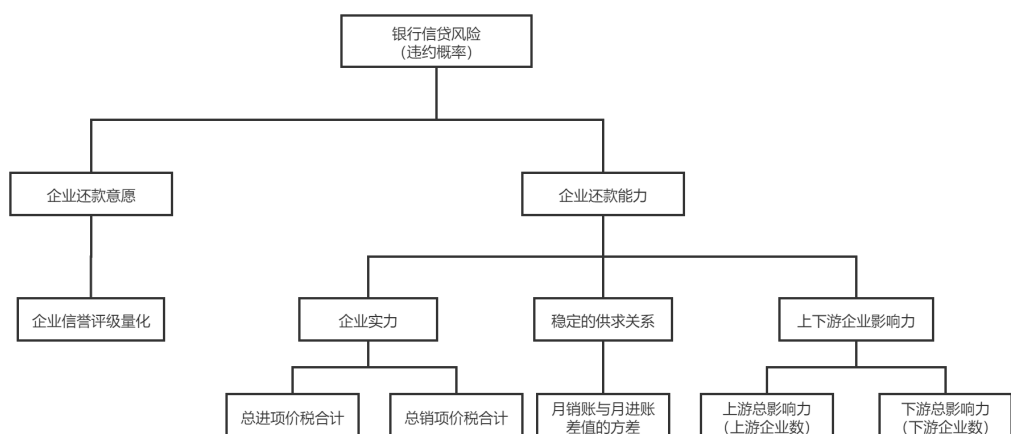 银行信贷风险
（违约概率）
企业还款意愿
企业还款能力
企业信誉评级量化
企业实力
稳定的供求关系
上下游企业影响力
总进项价税合计
总销项价税合计
月销账与月进账
差值的方差
上游总影响力
（上游企业数）
下游总影响力
（下游企业数）